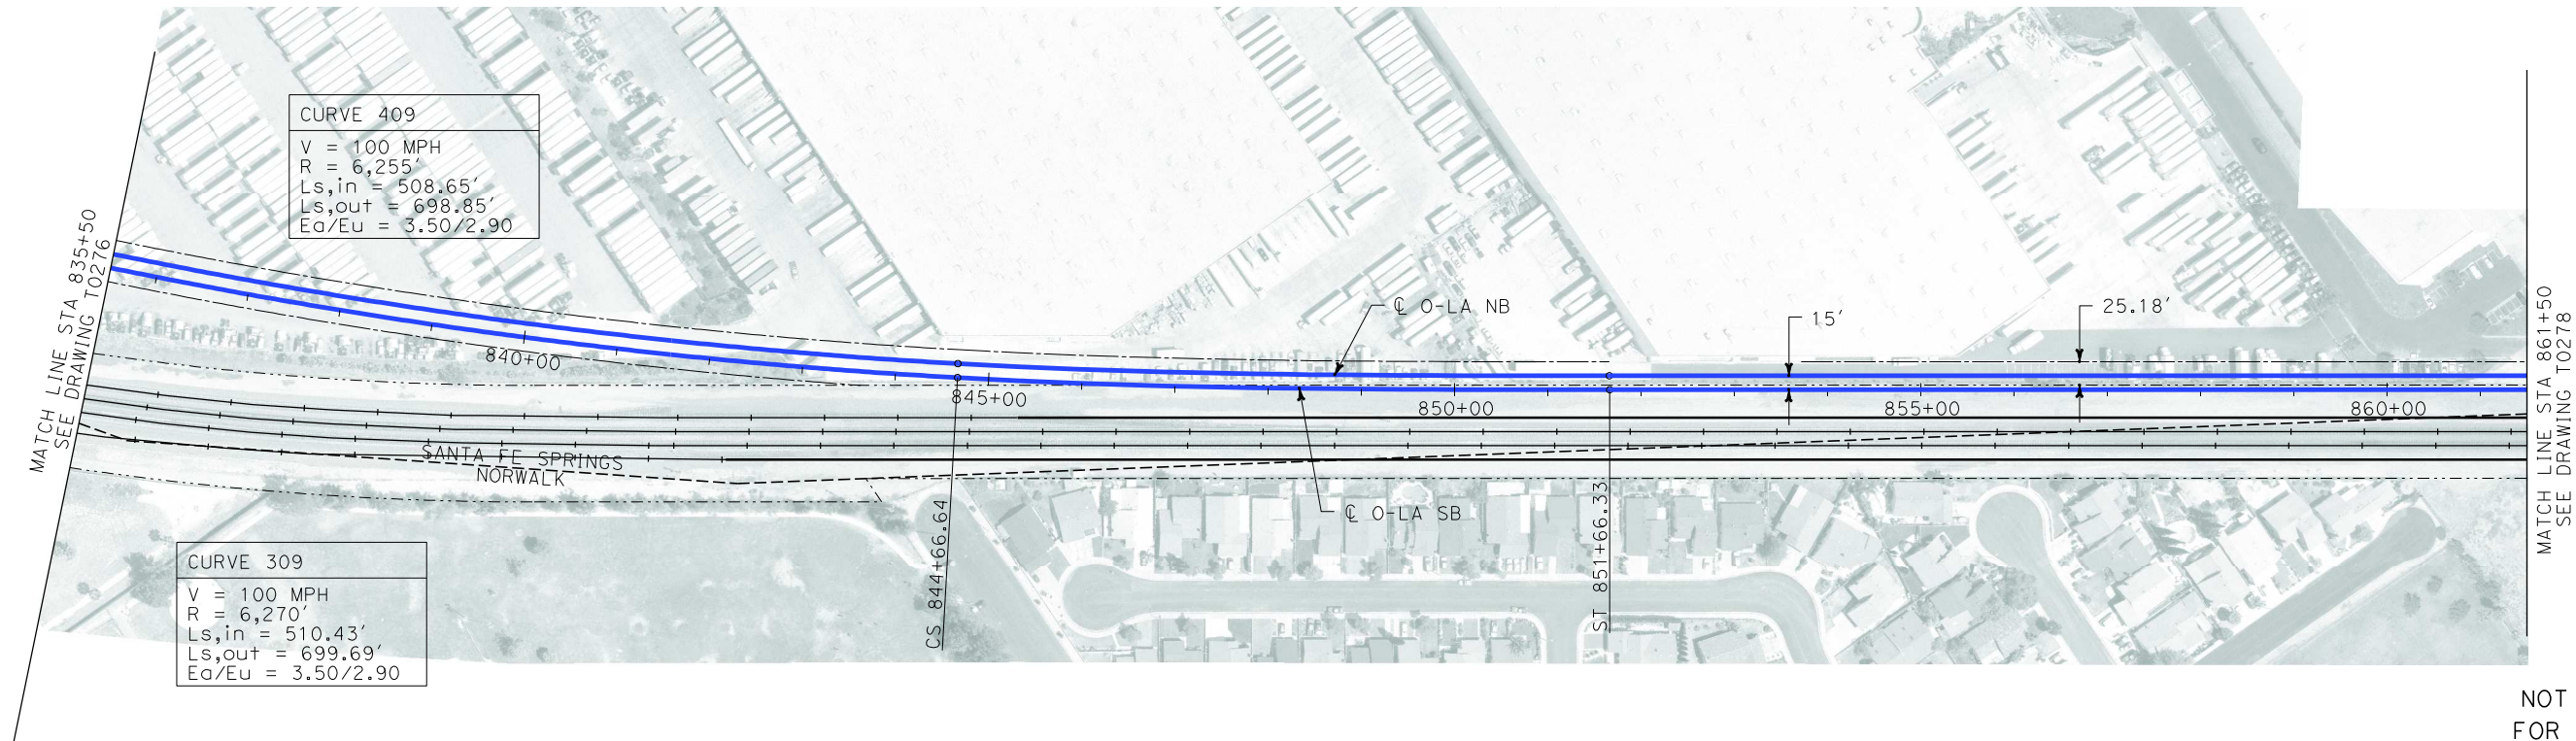 CURVE 409
V = 100 MPH
R = 6,255′
Ls,in = 508.65′
Ls,out = 698.85′
Ea/Eu = 3.50/2.90
MATCH LINE STA 835+50
SEE DRAWING T0276
840+00
845+00
850+00
855+00
860+00
℄ O-LA NB
15′
25.18′
MATCH LINE STA 861+50
SEE DRAWING T0278
SANTA FE SPRINGS
NORWALK
℄ O-LA SB
CS 844+66.64
ST 851+66.33
CURVE 309
V = 100 MPH
R = 6,270′
Ls,in = 510.43′
Ls,out = 699.69′
Ea/Eu = 3.50/2.90
NOT
FOR